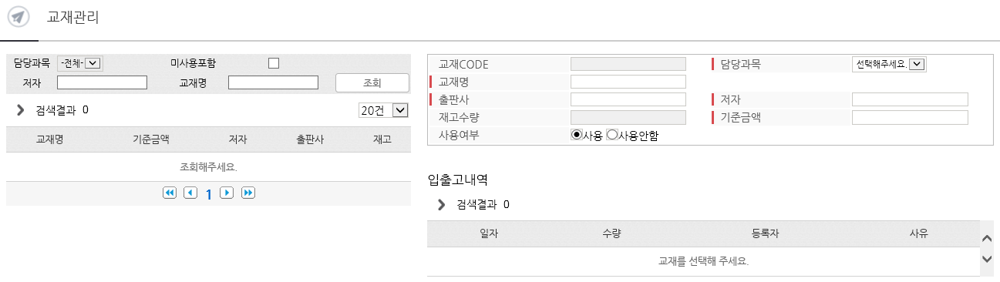 교재관리
담당과목 -전체- 미사용포함
저자 교재명 조회
검색결과 0 20건
교재명 기준금액 저자 출판사 재고
조회해주세요.
1
교재CODE 담당과목 선택해주세요.
교재명
출판사 저자
재고수량 기준금액
사용여부 사용 사용안함
입출고내역
검색결과 0
일자 수량 등록자 사유
교재를 선택해 주세요.